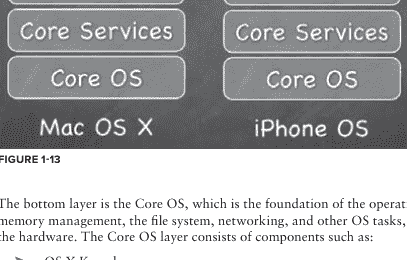 Core Services Core Services
Core OS Core OS
Mac OS X iPhone OS
FIGURE 1-13
The bottom layer is the Core OS, which is the foundation of the
memory management, the file system, networking, and other OS tasks,
the hardware. The Core OS layer consists of components such as: